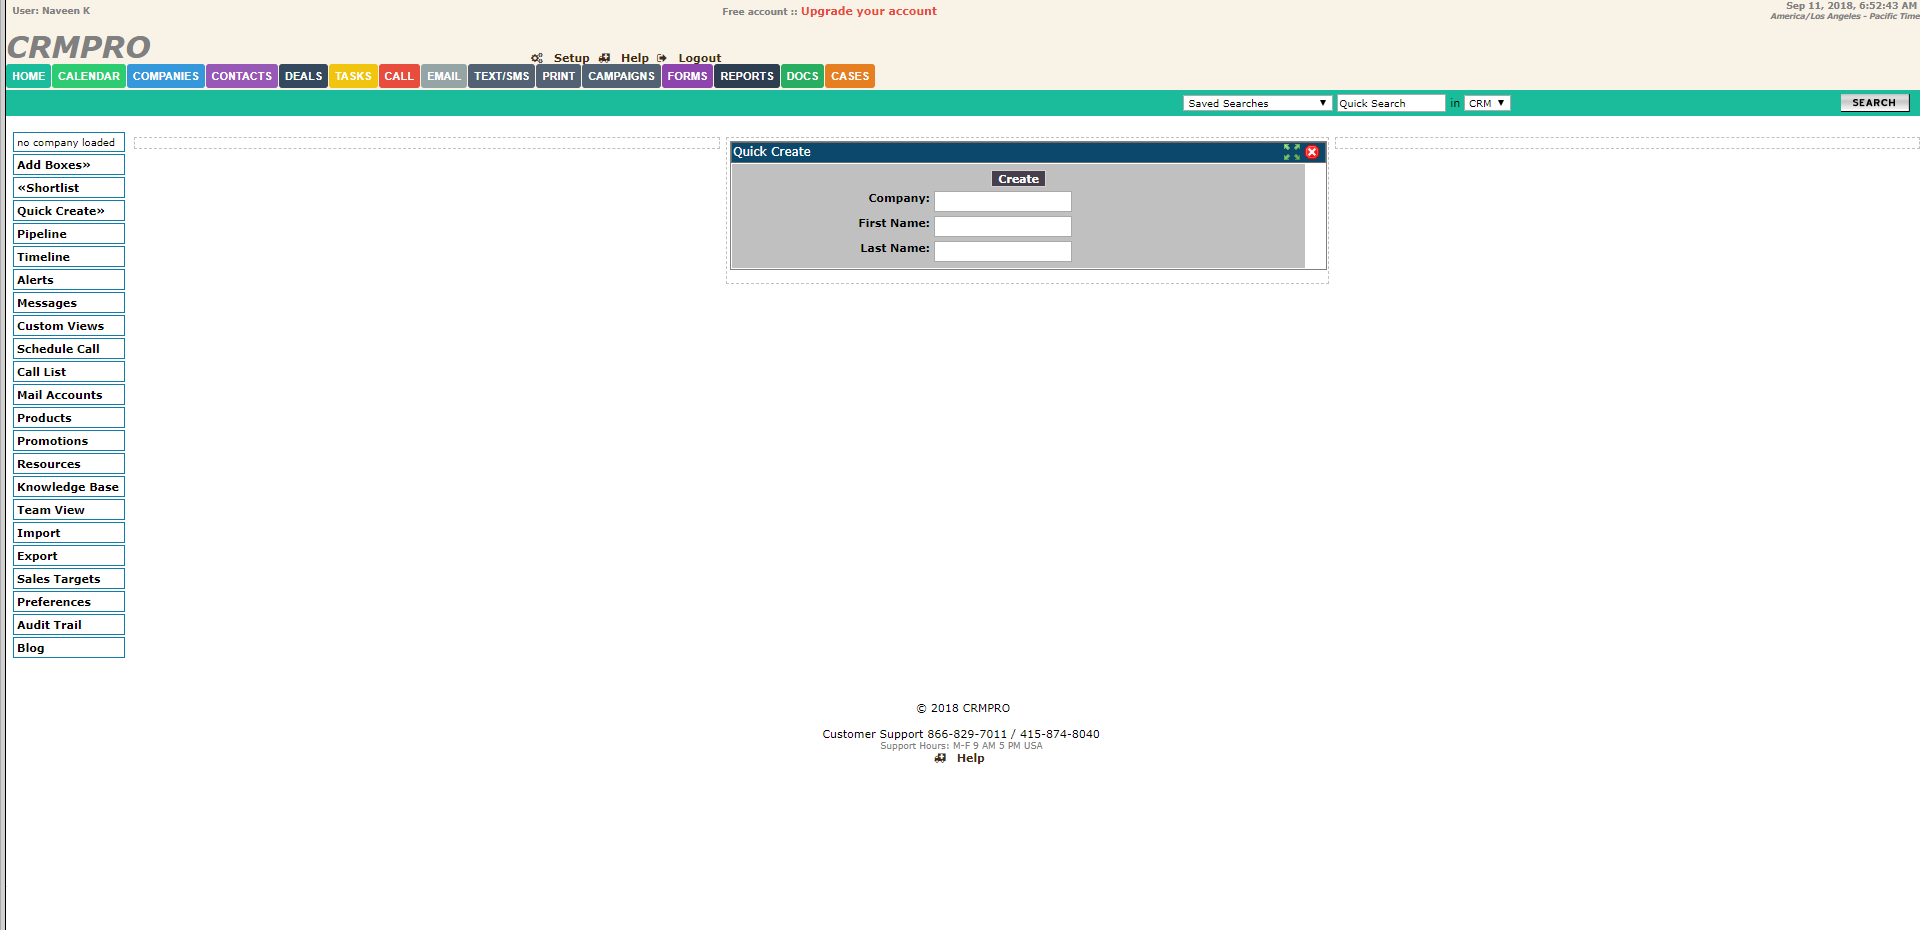 User: Naveen K
Free account :: Upgrade your account
Sep 11, 2018, 6:52:43 AM
America/Los Angeles - Pacific Time
CRMPRO
Setup Help Logout
HOME CALENDAR COMPANIES CONTACTS DEALS TASKS CALL EMAIL TEXT/SMS PRINT CAMPAIGNS FORMS REPORTS DOCS CASES
Saved Searches Quick Search in CRM SEARCH
no company loaded
Add Boxes»
«Shortlist
Quick Create»
Pipeline
Timeline
Alerts
Messages
Custom Views
Schedule Call
Call List
Mail Accounts
Products
Promotions
Resources
Knowledge Base
Team View
Import
Export
Sales Targets
Preferences
Audit Trail
Blog
Quick Create
Create
Company:
First Name:
Last Name:
© 2018 CRMPRO
Customer Support 866-829-7011 / 415-874-8040
Support Hours: M-F 9 AM 5 PM USA
Help